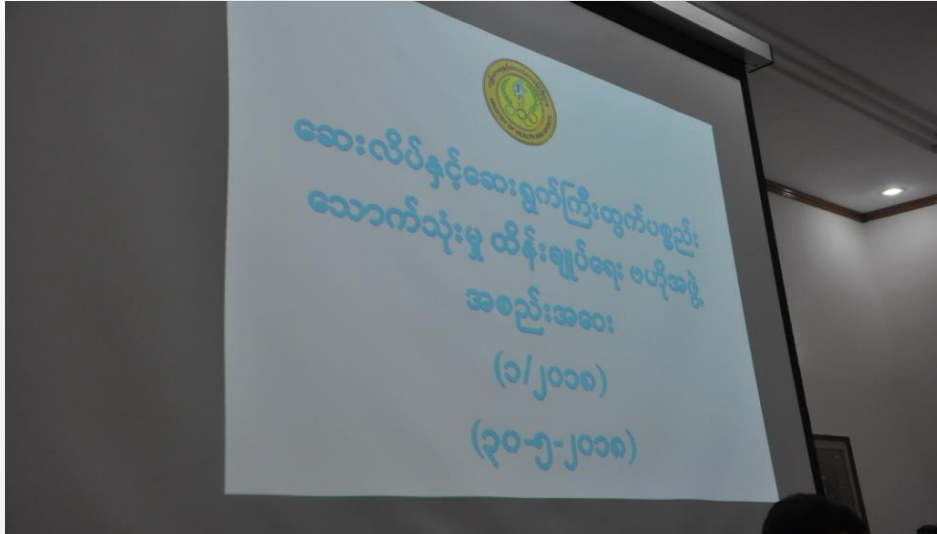 ဆေးလိပ်နှင့်ဆေးရွက်ကြီးထွက်ပစ္စည်း
သောက်သုံးမှု ထိန်းချုပ်ရေး ဗဟိုအဖွဲ့
အစည်းအဝေး
(၁/၂၀၁၈)
(၃၀-၅-၂၀၁၈)